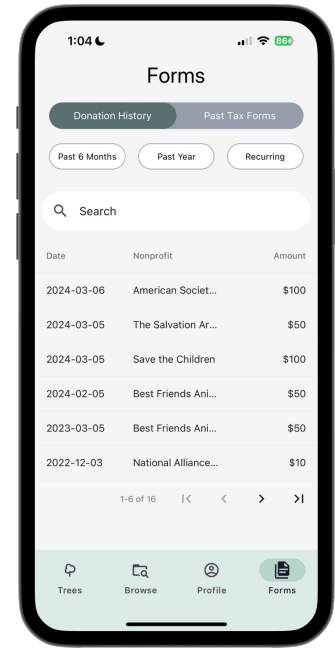 1:04 86
Forms
Donation History Past Tax Forms
Past 6 Months Past Year Recurring
Search
Date Nonprofit Amount
2024-03-06 American Societ... $100
2024-03-05 The Salvation Ar... $50
2024-03-05 Save the Children $100
2024-02-05 Best Friends Ani... $50
2023-03-05 Best Friends Ani... $50
2022-12-03 National Alliance... $10
1-6 of 16
Trees Browse Profile Forms